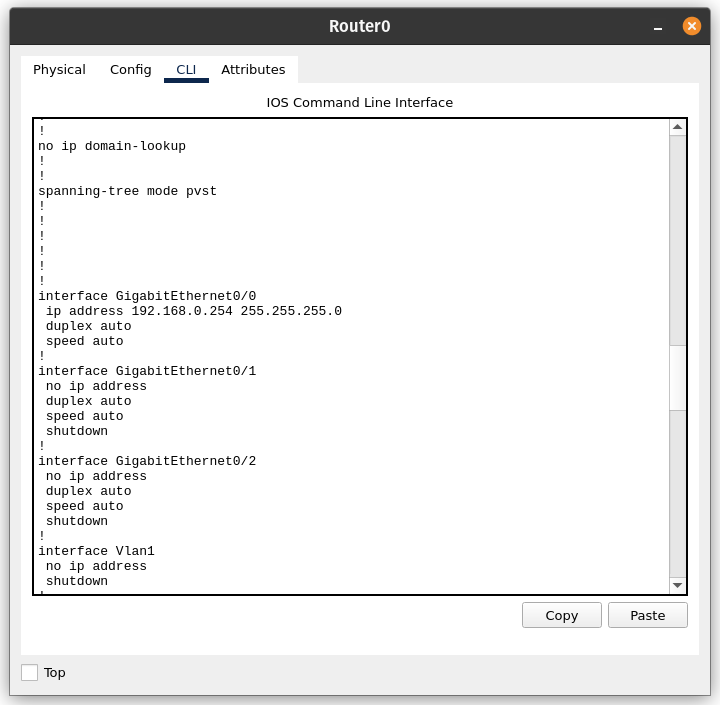 Router0
Physical
Config
CLI
Attributes
IOS Command Line Interface
!
!
no ip domain-lookup
!
!
spanning-tree mode pvst
!
!
!
!
!
!
interface GigabitEthernet0/0
ip address 192.168.0.254 255.255.255.0
duplex auto
speed auto
!
interface GigabitEthernet0/1
no ip address
duplex auto
speed auto
shutdown
!
interface GigabitEthernet0/2
no ip address
duplex auto
speed auto
shutdown
!
interface Vlan1
no ip address
shutdown
!
Copy
Paste
Top